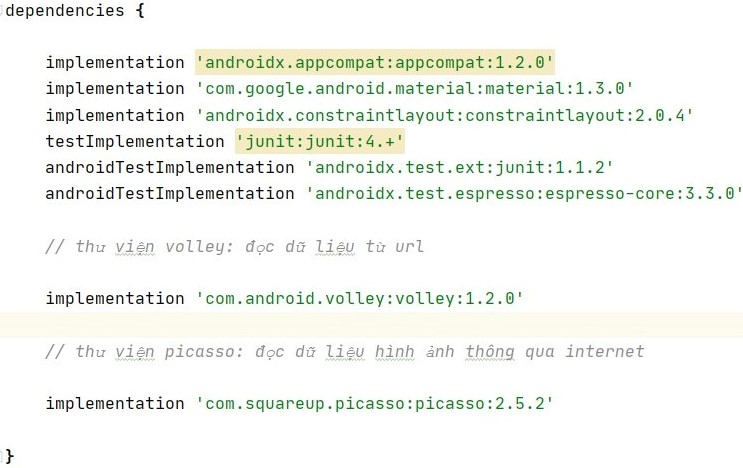 dependencies {
implementation 'androidx.appcompat:appcompat:1.2.0'
implementation 'com.google.android.material:material:1.3.0'
implementation 'androidx.constraintlayout:constraintlayout:2.0.4'
testImplementation 'junit:junit:4.+'
androidTestImplementation 'androidx.test.ext:junit:1.1.2'
androidTestImplementation 'androidx.test.espresso:espresso-core:3.3.0'
// thư viện volley: đọc dữ liệu từ url
implementation 'com.android.volley:volley:1.2.0'
// thư viện picasso: đọc dữ liệu hình ảnh thông qua internet
implementation 'com.squareup.picasso:picasso:2.5.2'
}